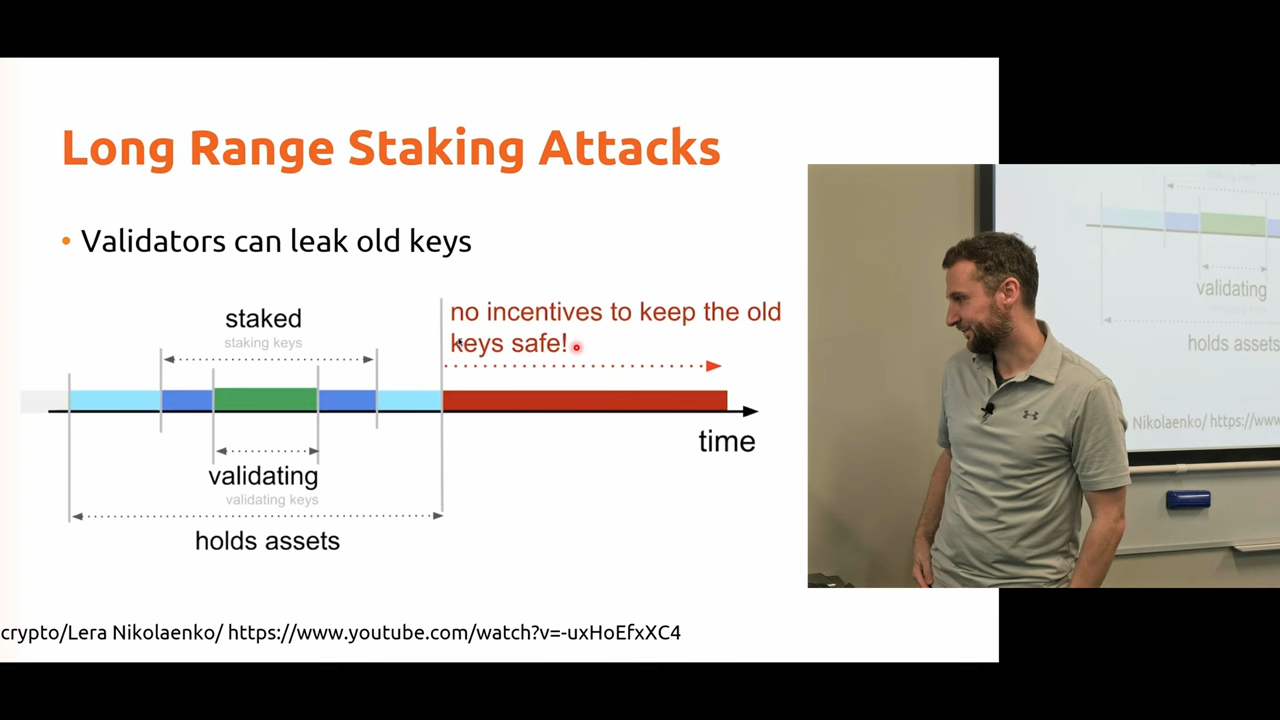 Long Range Staking Attacks
• Validators can leak old keys
no incentives to keep the old
keys safe!
staked
staking keys
time
validating
validating keys
holds assets
crypto/Lera Nikolaenko/ https://www.youtube.com/watch?v=-uxHoEfxXC4
validating
holds assets
Nikolaenko/ https://www